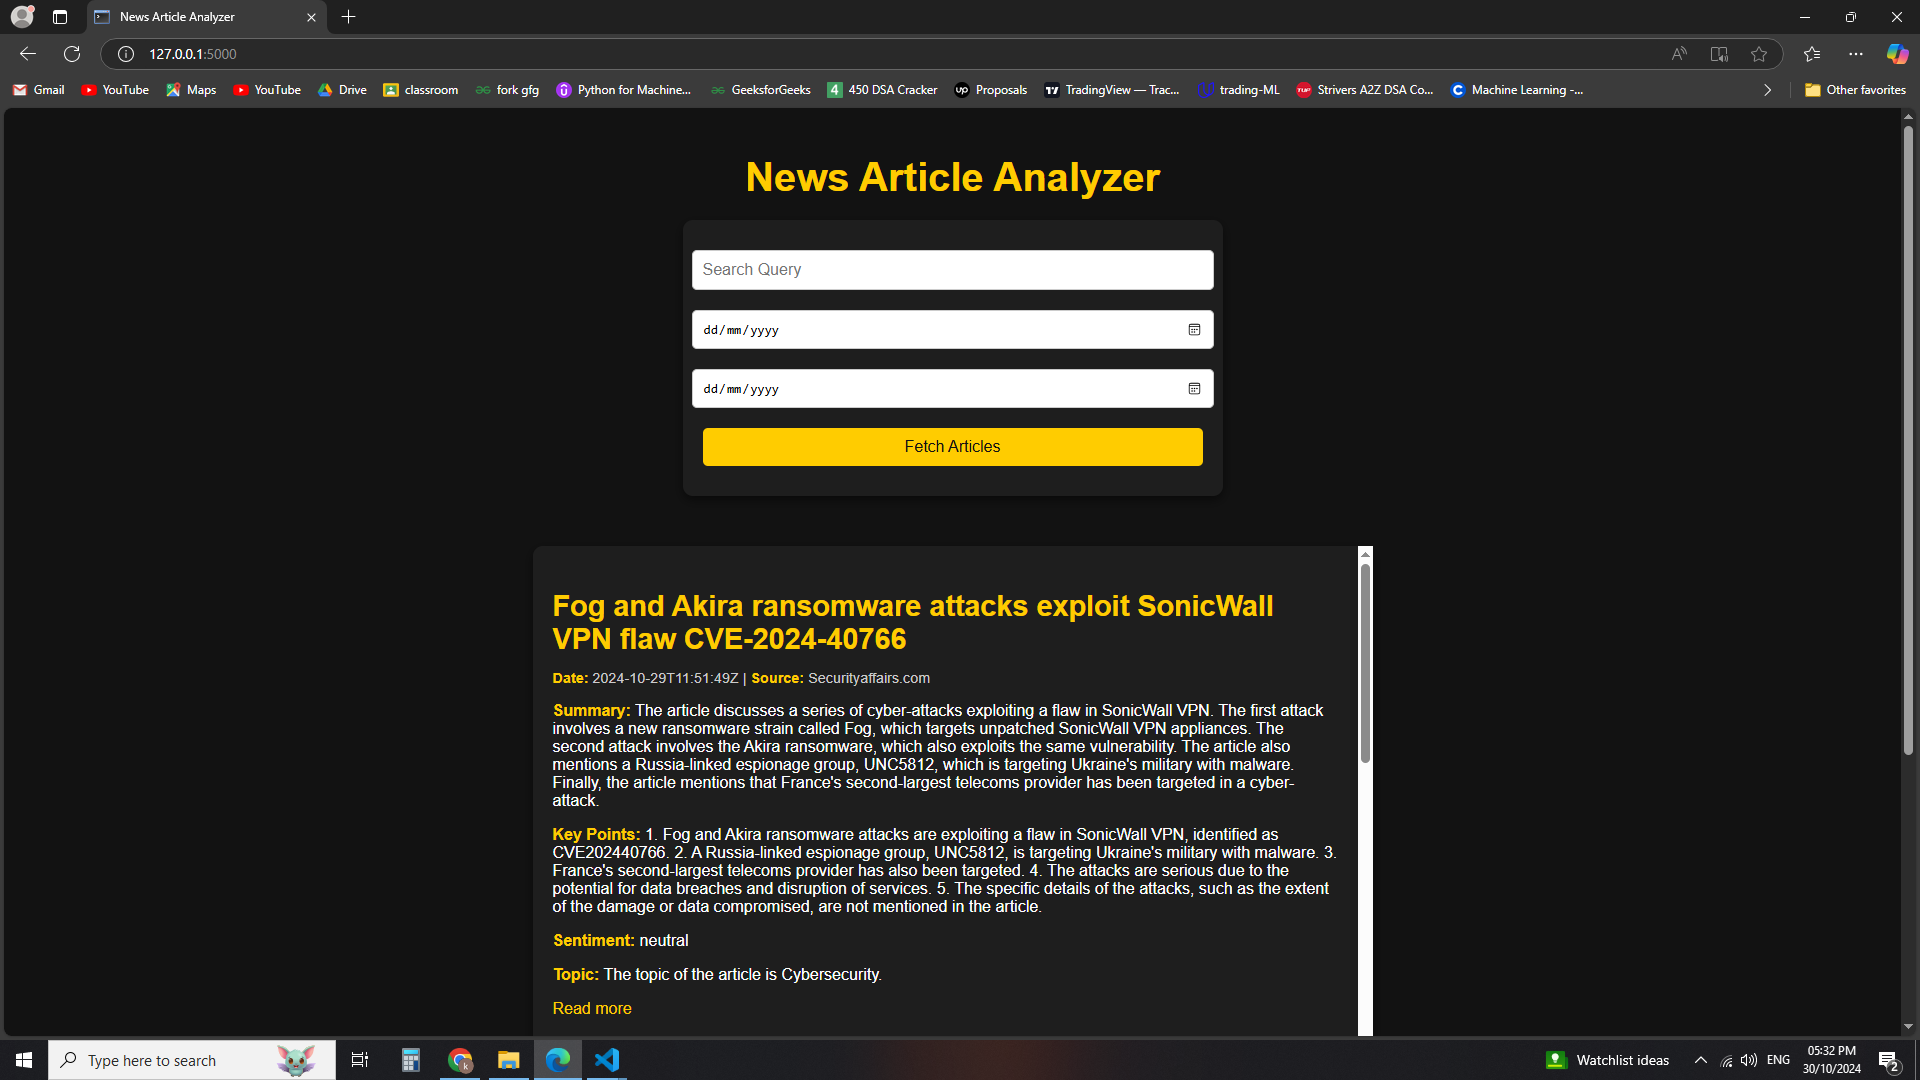 News Article Analyzer
127.0.0.1:5000
Gmail YouTube Maps YouTube Drive classroom fork gfg Python for Machine... GeeksforGeeks 450 DSA Cracker Proposals TradingView — Trac... trading-ML Strivers A2Z DSA Co... Machine Learning -... Other favorites
News Article Analyzer
Search Query
dd/mm/yyyy
dd/mm/yyyy
Fetch Articles
Fog and Akira ransomware attacks exploit SonicWall
VPN flaw CVE-2024-40766
Date: 2024-10-29T11:51:49Z | Source: Securityaffairs.com
Summary: The article discusses a series of cyber-attacks exploiting a flaw in SonicWall VPN. The first attack
involves a new ransomware strain called Fog, which targets unpatched SonicWall VPN appliances. The
second attack involves the Akira ransomware, which also exploits the same vulnerability. The article also
mentions a Russia-linked espionage group, UNC5812, which is targeting Ukraine's military with malware.
Finally, the article mentions that France's second-largest telecoms provider has been targeted in a cyber-
attack.
Key Points: 1. Fog and Akira ransomware attacks are exploiting a flaw in SonicWall VPN, identified as
CVE202440766. 2. A Russia-linked espionage group, UNC5812, is targeting Ukraine's military with malware. 3.
France's second-largest telecoms provider has also been targeted. 4. The attacks are serious due to the
potential for data breaches and disruption of services. 5. The specific details of the attacks, such as the extent
of the damage or data compromised, are not mentioned in the article.
Sentiment: neutral
Topic: The topic of the article is Cybersecurity.
Read more
Type here to search
Watchlist ideas
ENG
05:32 PM
30/10/2024
2